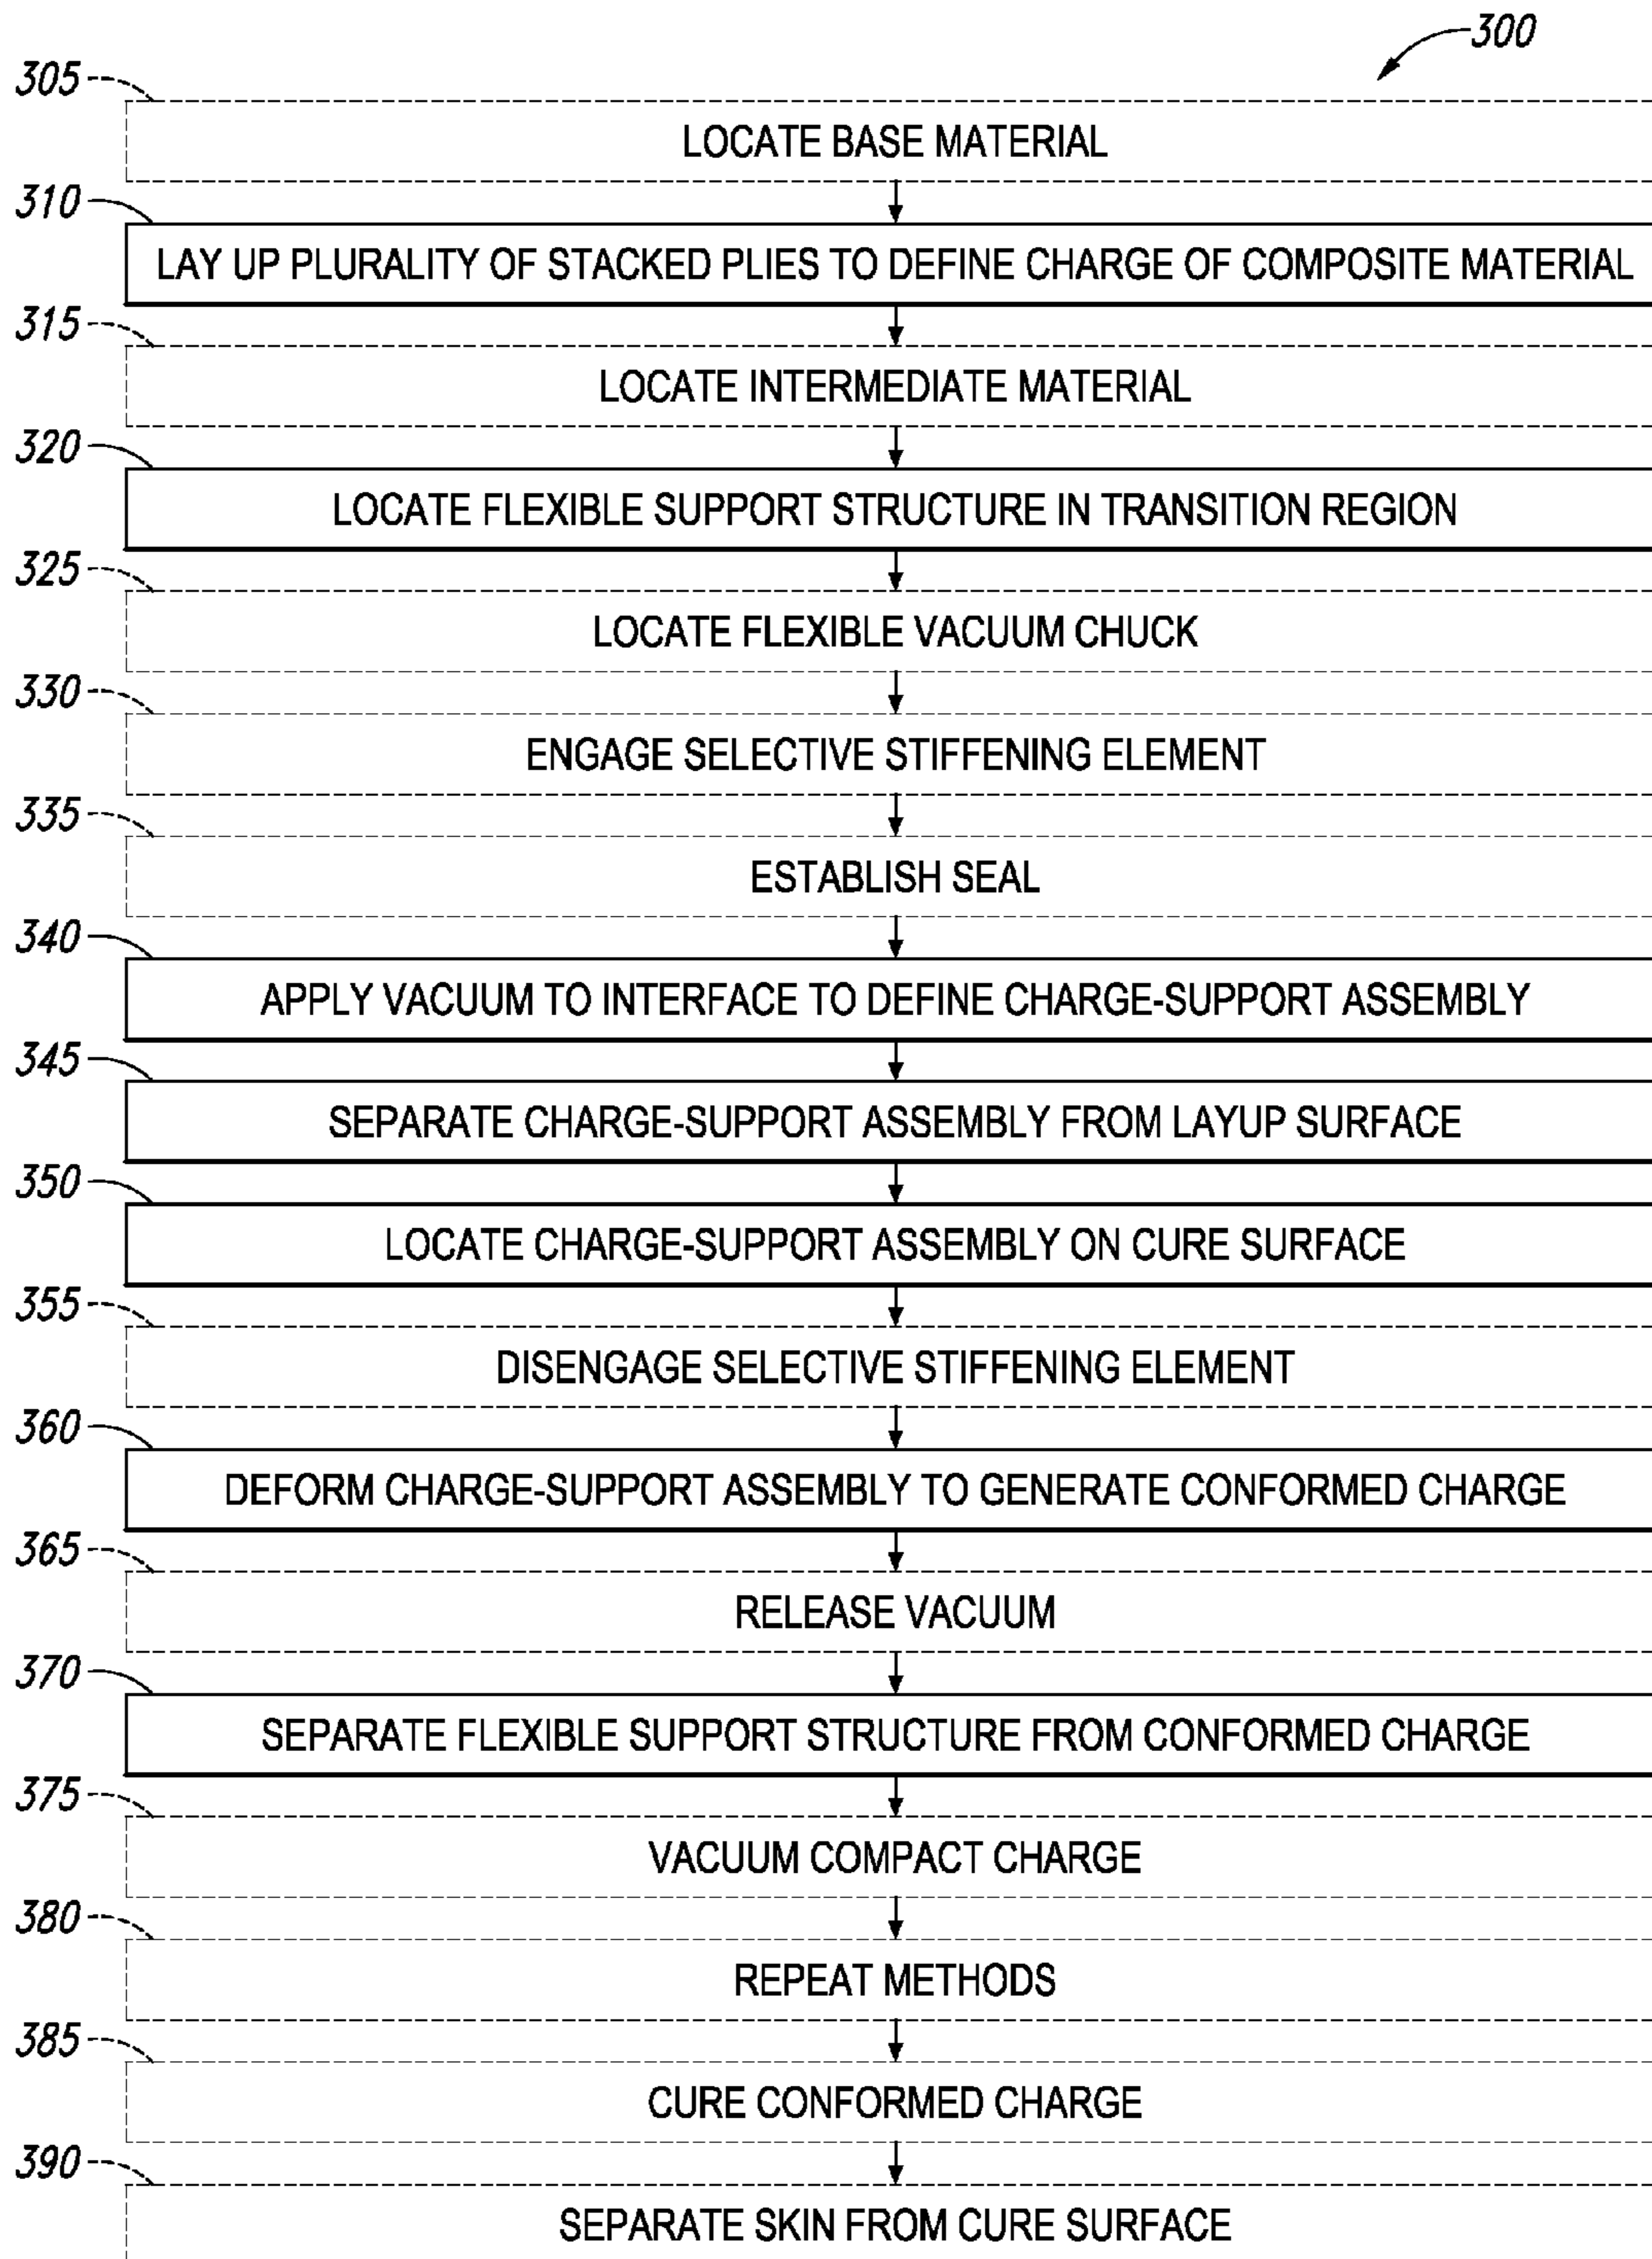 300
305
LOCATE BASE MATERIAL
310
LAY UP PLURALITY OF STACKED PLIES TO DEFINE CHARGE OF COMPOSITE MATERIAL
315
LOCATE INTERMEDIATE MATERIAL
320
LOCATE FLEXIBLE SUPPORT STRUCTURE IN TRANSITION REGION
325
LOCATE FLEXIBLE VACUUM CHUCK
330
ENGAGE SELECTIVE STIFFENING ELEMENT
335
ESTABLISH SEAL
340
APPLY VACUUM TO INTERFACE TO DEFINE CHARGE-SUPPORT ASSEMBLY
345
SEPARATE CHARGE-SUPPORT ASSEMBLY FROM LAYUP SURFACE
350
LOCATE CHARGE-SUPPORT ASSEMBLY ON CURE SURFACE
355
DISENGAGE SELECTIVE STIFFENING ELEMENT
360
DEFORM CHARGE-SUPPORT ASSEMBLY TO GENERATE CONFORMED CHARGE
365
RELEASE VACUUM
370
SEPARATE FLEXIBLE SUPPORT STRUCTURE FROM CONFORMED CHARGE
375
VACUUM COMPACT CHARGE
380
REPEAT METHODS
385
CURE CONFORMED CHARGE
390
SEPARATE SKIN FROM CURE SURFACE